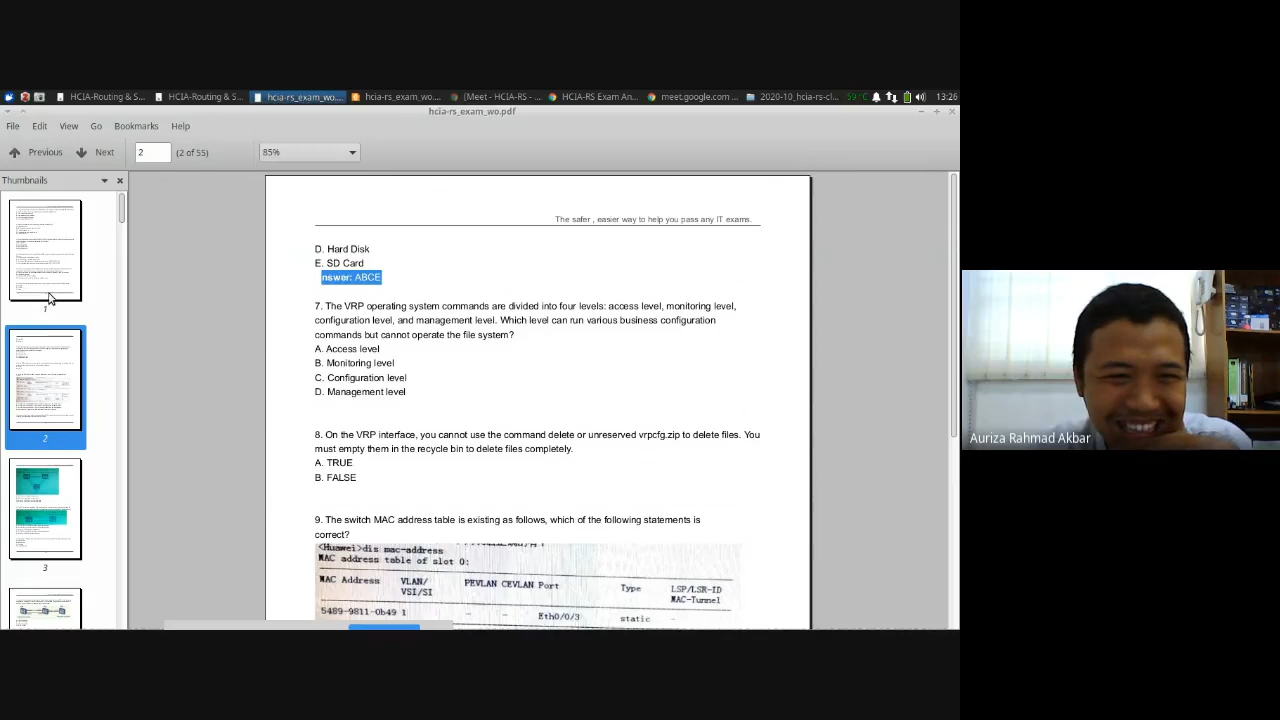 HCIA-Routing & S...
HCIA-Routing & S...
hcia-rs_exam_wo....
hcia-rs_exam_wo....
[Meet - HCIA-RS - ...
HCIA-RS Exam An...
meet.google.com ...
2020-10_hcia-rs-cl...
59°C
13:26
hcia-rs_exam_wo.pdf
File Edit View Go Bookmarks Help
Previous Next 2 (2 of 55) 85%
Thumbnails
1
2
3
The safer , easier way to help you pass any IT exams.
D. Hard Disk
E. SD Card
nswer: ABCE
7. The VRP operating system commands are divided into four levels: access level, monitoring level,
configuration level, and management level. Which level can run various business configuration
commands but cannot operate the file system?
A. Access level
B. Monitoring level
C. Configuration level
D. Management level
8. On the VRP interface, you cannot use the command delete or unreserved vrpcfg.zip to delete files. You
must empty them in the recycle bin to delete files completely.
A. TRUE
B. FALSE
9. The switch MAC address table is existing as follows, which of the following statements is
correct?
<Huawei>dis mac-address
MAC address table of slot 0:
MAC Address VLAN/ PEVLAN CEVLAN Port Type LSP/LSR-ID
VSI/SI MAC-Tunnel
5489-9811-0b49 1 - - Eth0/0/3 static -
Auriza Rahmad Akbar